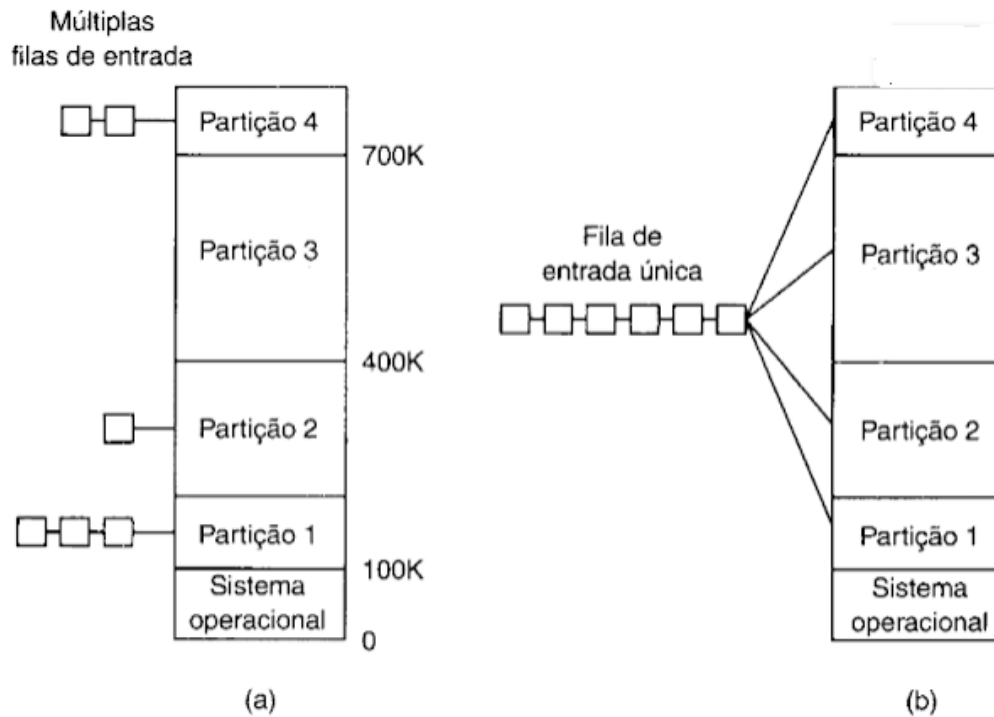 Múltiplas
filas de entrada
Partição 4
700K
Partição 3
400K
Partição 2
Partição 1
100K
Sistema
operacional
0
(a)
Fila de
entrada única
Partição 4
Partição 3
Partição 2
Partição 1
Sistema
operacional
(b)